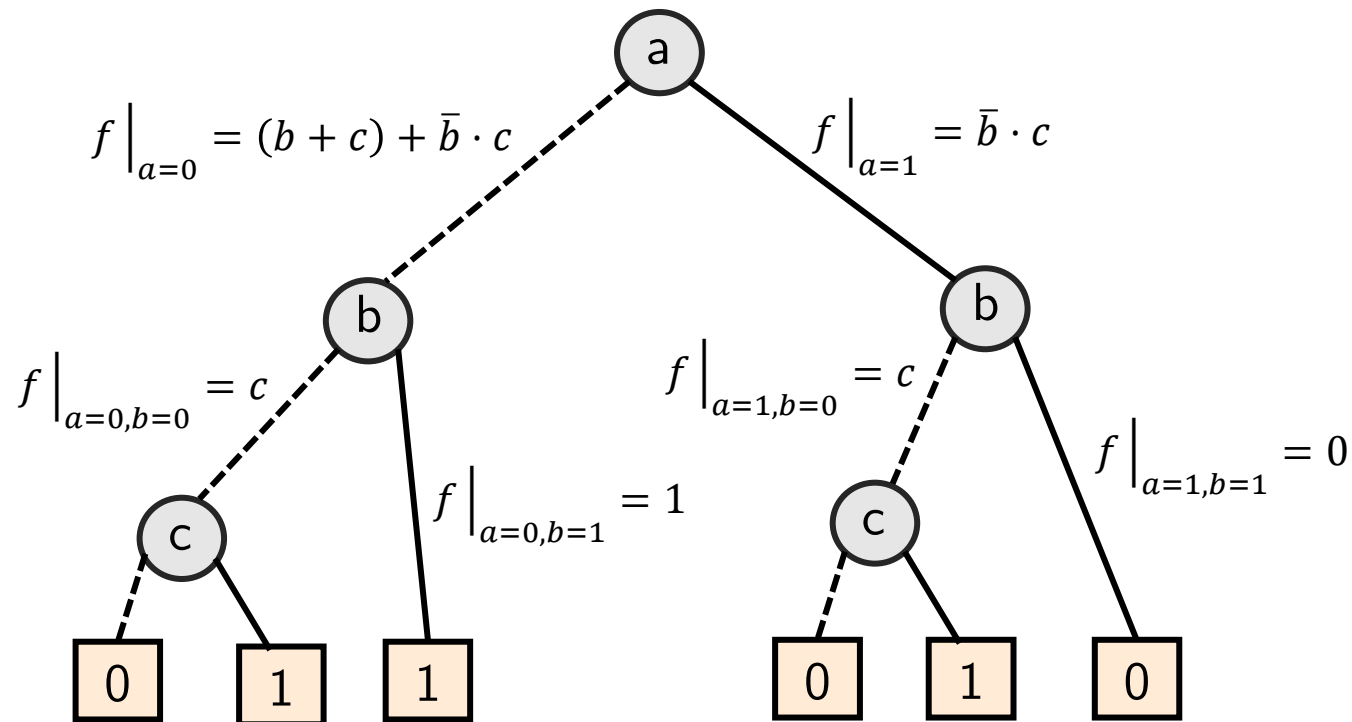 a
f|a=0 = (b + c) + b̄ · c
f|a=1 = b̄ · c
b
b
f|a=0,b=0 = c
f|a=1,b=0 = c
f|a=0,b=1 = 1
f|a=1,b=1 = 0
c
c
0 1 1 0 1 0